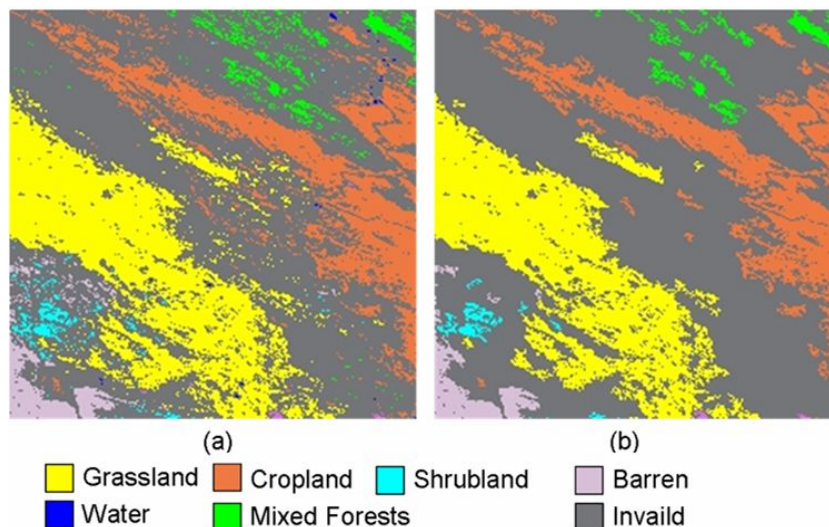 (a) (b)
Grassland Cropland Shrubland Barren
Water Mixed Forests Invaild